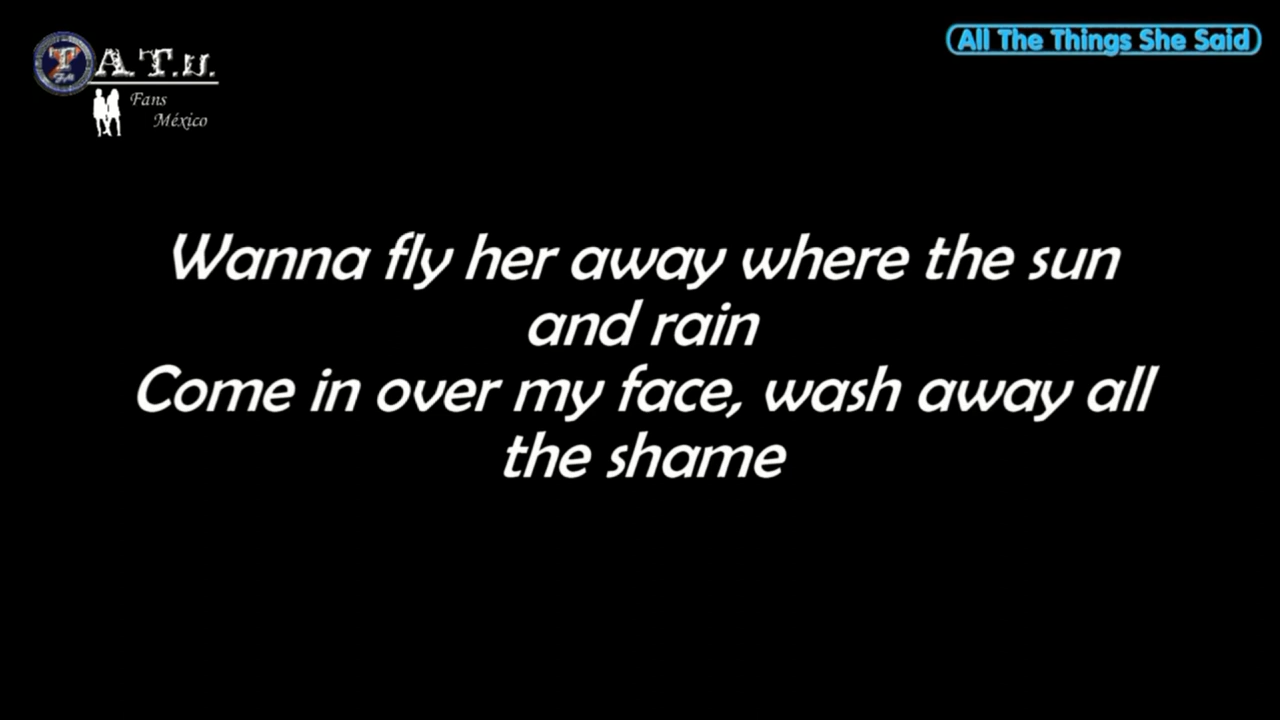 T A.T.u.
Fans
México
All The Things She Said
Wanna fly her away where the sun
and rain
Come in over my face, wash away all
the shame